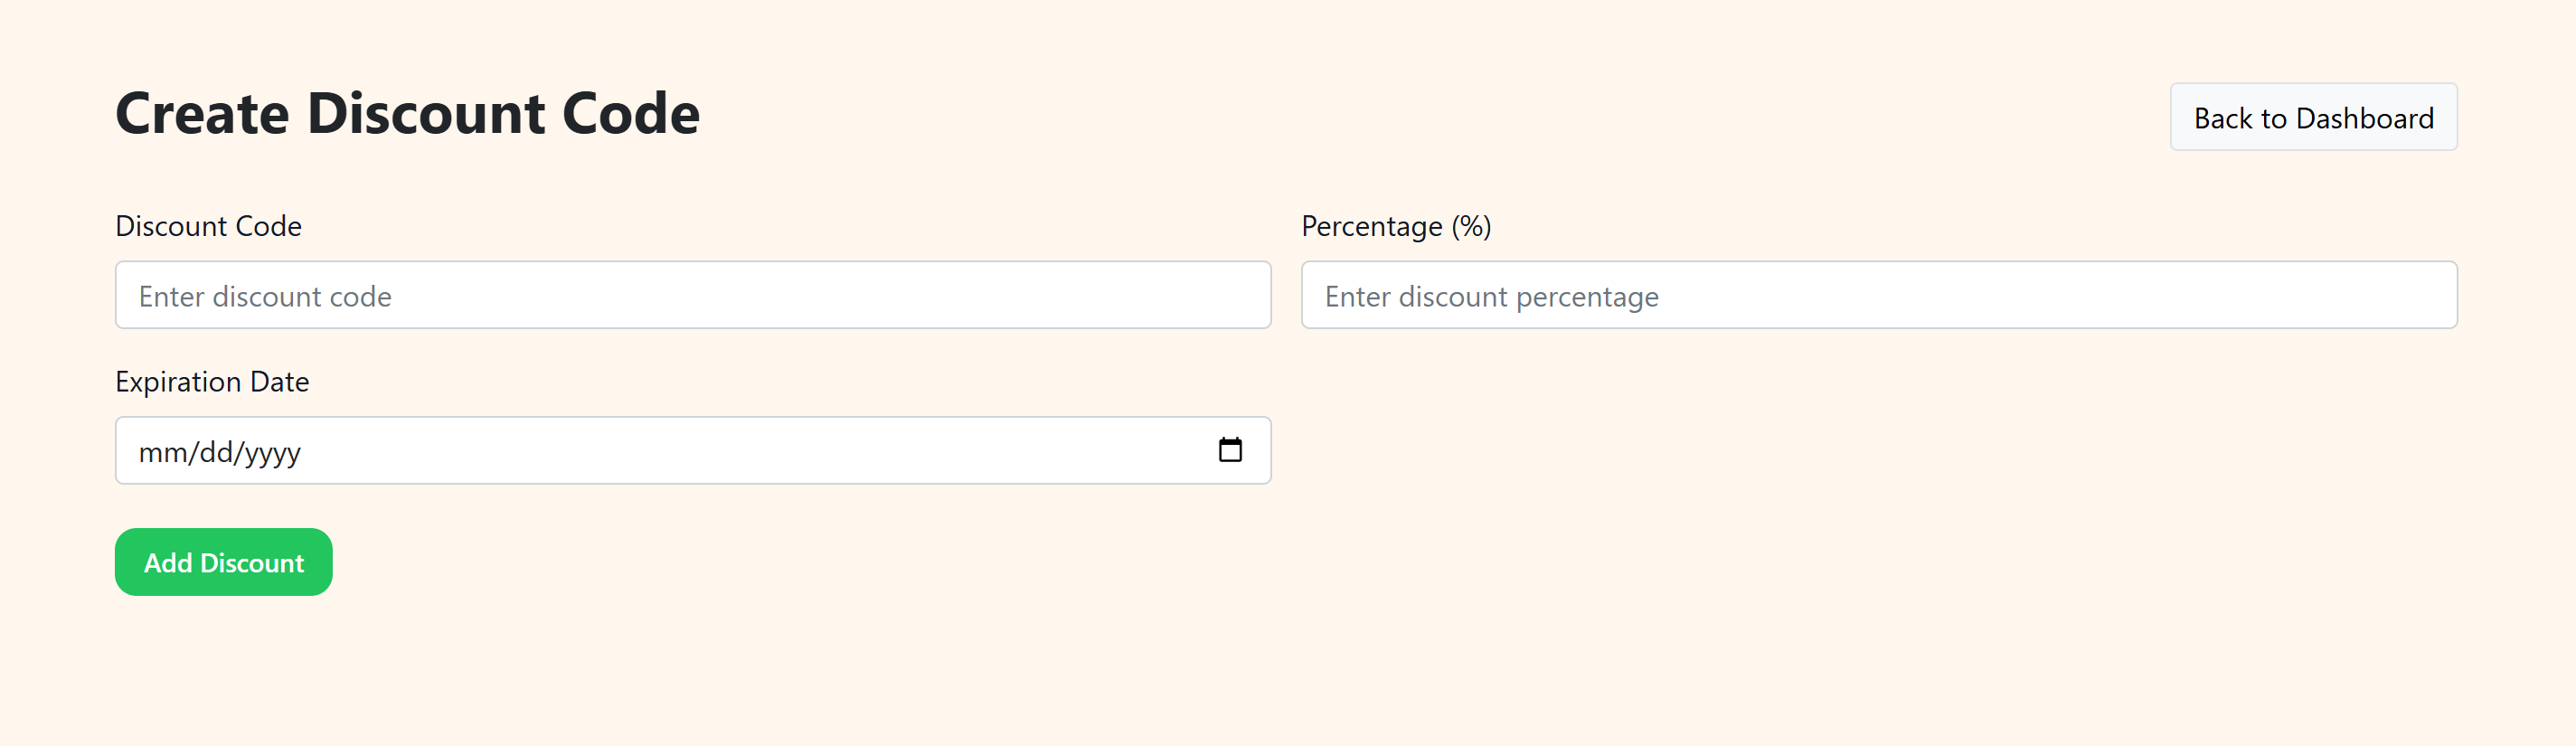 Create Discount Code
Back to Dashboard
Discount Code
Percentage (%)
Enter discount code
Enter discount percentage
Expiration Date
mm/dd/yyyy
Add Discount